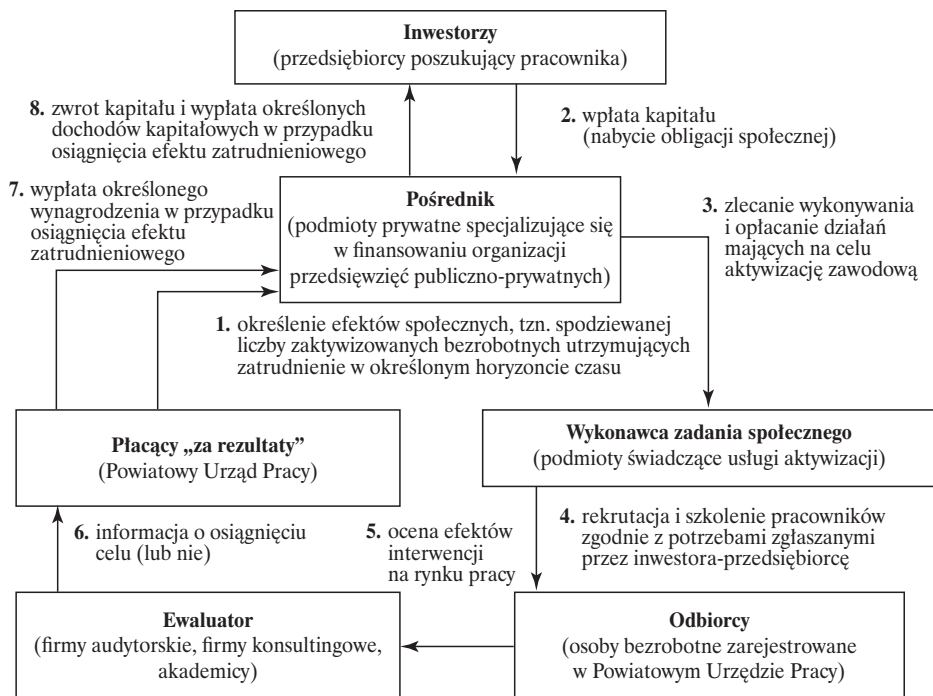 Inwestorzy
(przedsiębiorcy poszukujący pracownika)
8. zwrot kapitału i wypłata określonych
dochodów kapitałowych w przypadku
osiągnięcia efektu zatrudnieniowego
2. wpłata kapitału
(nabycie obligacji społecznej)
7. wypłata określonego
wynagrodzenia w przypadku
osiągnięcia efektu
zatrudnieniowego
Pośrednik
(podmioty prywatne specjalizujące się
w finansowaniu organizacji
przedsięwzięć publiczno-prywatnych)
3. zlecanie wykonywania
i opłacanie działań
mających na celu
aktywizację zawodową
1. określenie efektów społecznych, tzn. spodziewanej
liczby zaktywizowanych bezrobotnych utrzymujących
zatrudnienie w określonym horyzoncie czasu
Płacący „za rezultaty”
(Powiatowy Urząd Pracy)
Wykonawca zadania społecznego
(podmioty świadczące usługi aktywizacji)
6. informacja o osiągnięciu
celu (lub nie)
5. ocena efektów
interwencji
na rynku pracy
4. rekrutacja i szkolenie pracowników
zgodnie z potrzebami zgłaszanymi
przez inwestora-przedsiębiorcę
Ewaluator
(firmy audytorskie, firmy konsultingowe,
akademicy)
Odbiorcy
(osoby bezrobotne zarejestrowane
w Powiatowym Urzędzie Pracy)